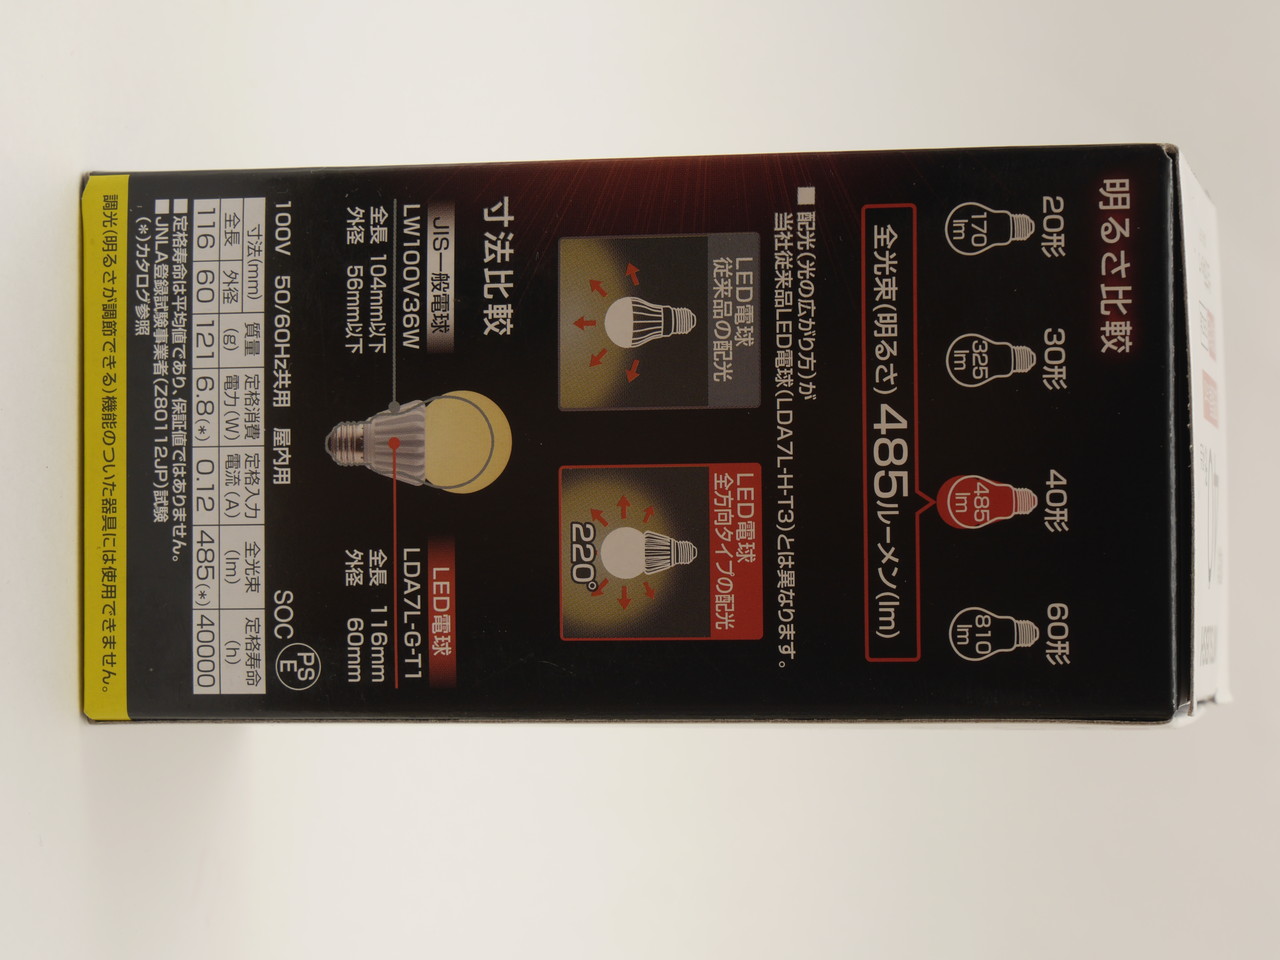 明るさ比較
20形 30形 40形 60形
170 lm
325 lm
485 lm
810 lm
全光束(明るさ) 485ルーメン(lm)
■配光(光の広がり方)が
当社従来品LED電球(LDA7L-H-T3)とは異なります。
LED電球
従来品の配光
LED電球
全方向タイプの配光
220°
寸法比較
JIS一般電球
LW100V36W
全長 104mm以下
外径 56mm以下
LED電球
LDA7L-G-T1
全長 116mm
外径 60mm
100V 50/60Hz共用 屋内用 SOC PS E
寸法(mm) 質量 定格消費 定格入力 全光束 定格寿命
全長 外径 (g) 電力(W) 電流(A) (lm) (h)
116 60 121 6.8(*) 0.12 485(*) 40000
■定格寿命は平均値であり、保証値ではありません。
■JNLA登録試験事業者(Z80112JP)試験
(*)カタログ参照
調光(明るさが調節できる)機能のついた器具には使用できません。